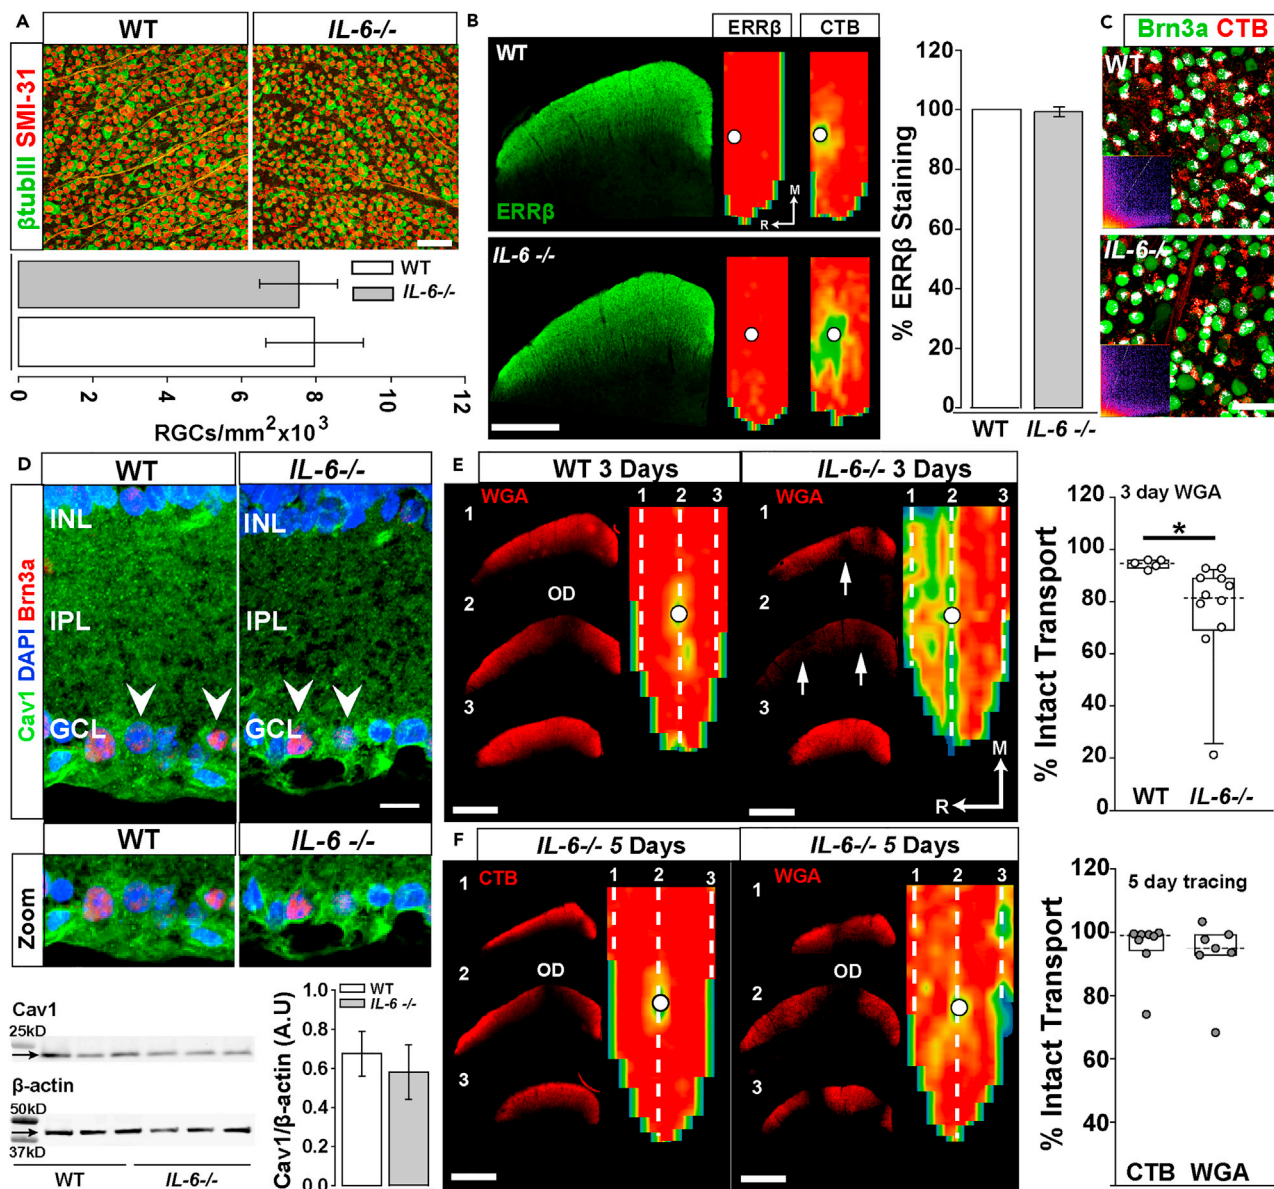 A
WT
IL-6-/-
βtubIII SMI-31
WT
IL-6-/-
0 2 4 6 8 10 12
RGCs/mm²x10³
B
ERRβ
CTB
WT
ERRβ
M
R
IL-6 -/-
% ERRβ Staining
120
100
80
60
40
20
0
WT
IL-6 -/-
C
Brn3a CTB
WT
IL-6-/-
D
WT
IL-6-/-
Cav1 DAPI Brn3a
INL
INL
IPL
IPL
GCL
GCL
WT
IL-6 -/-
Zoom
Cav1
25kD
β-actin
50kD
37kD
WT
IL-6-/-
Cav1/β-actin (A.U)
1.0
0.8
0.6
0.4
0.2
0.0
WT
IL-6 -/-
E
WT 3 Days
IL-6-/- 3 Days
WGA
1
2
3
OD
1 2 3
WGA
1
2
3
1 2 3
M
R
% Intact Transport
120
100
80
60
40
20
0
3 day WGA
*
WT
IL-6-/-
F
IL-6-/- 5 Days
IL-6-/- 5 Days
CTB
1
2
3
OD
1 2 3
WGA
1
2
3
OD
1 2 3
% Intact Transport
120
100
80
60
40
5 day tracing
CTB
WGA